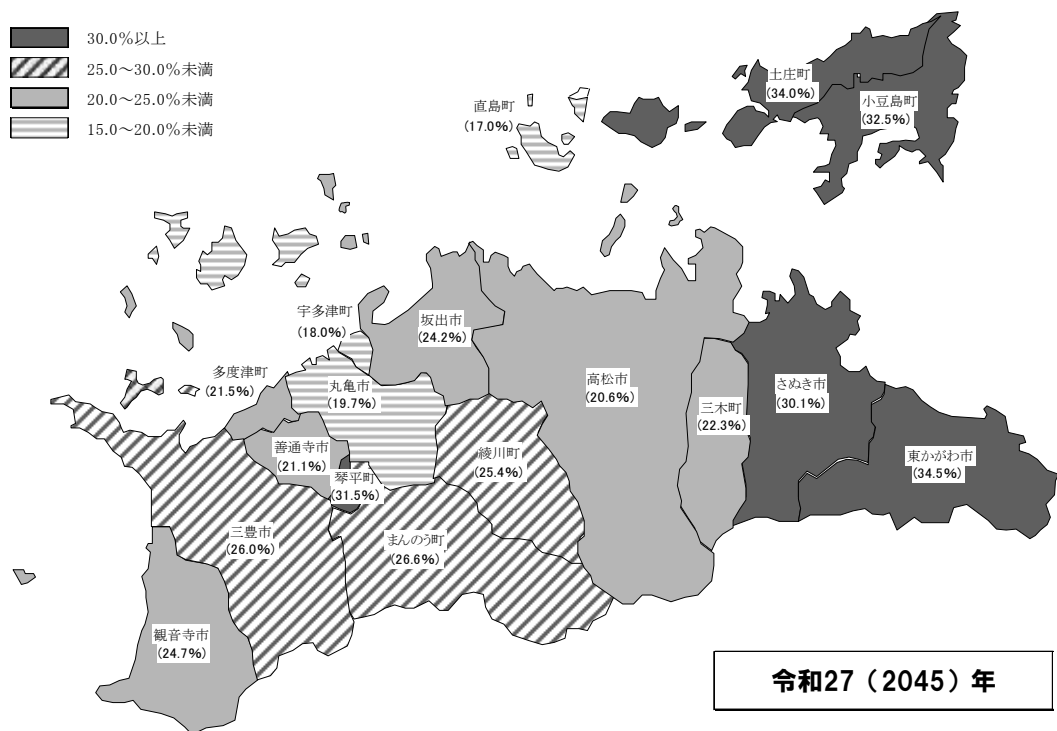 30.0%以上
25.0～30.0%未満
20.0～25.0%未満
15.0～20.0%未満
土庄町
(34.0%)
小豆島町
(32.5%)
直島町
(17.0%)
宇多津町
(18.0%)
坂出市
(24.2%)
多度津町
(21.5%)
丸亀市
(19.7%)
高松市
(20.6%)
さぬき市
(30.1%)
三木町
(22.3%)
善通寺市
(21.1%)
綾川町
(25.4%)
東かがわ市
(34.5%)
琴平町
(31.5%)
三豊市
(26.0%)
まんのう町
(26.6%)
観音寺市
(24.7%)
令和27（2045）年